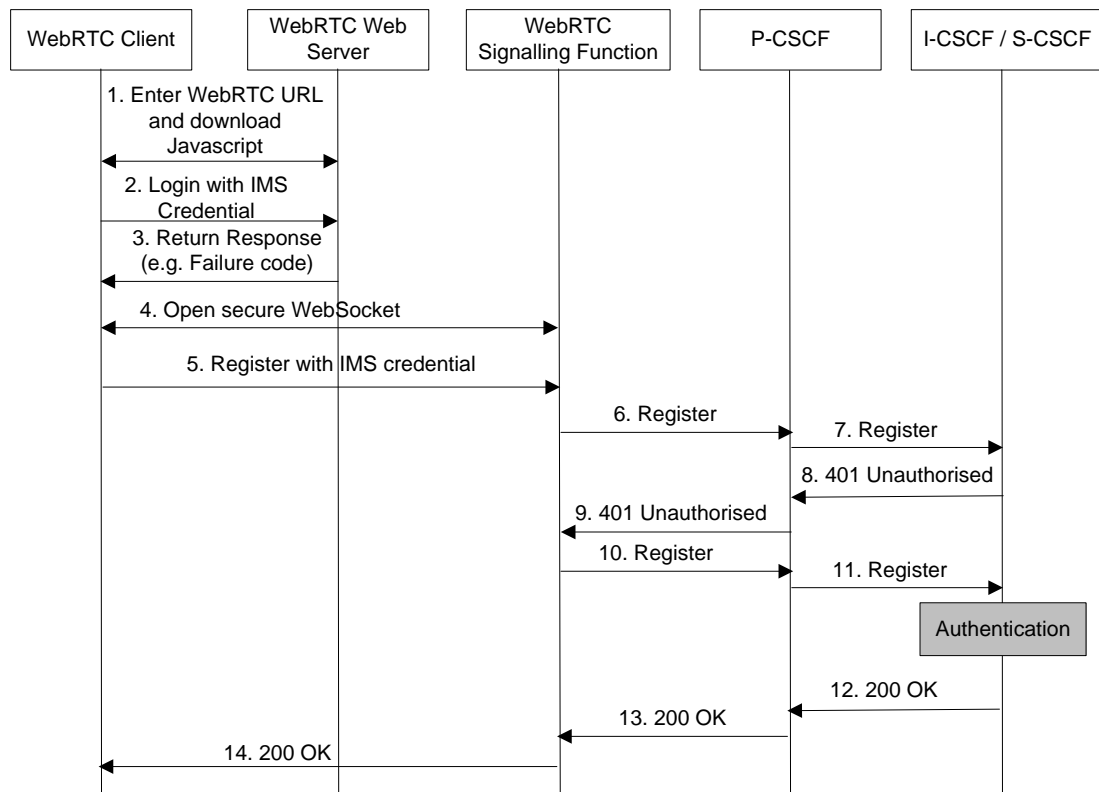 WebRTC Client
WebRTC Web
Server
WebRTC
Signalling Function
P-CSCF
I-CSCF / S-CSCF
1. Enter WebRTC URL
and download
Javascript
2. Login with IMS
Credential
3. Return Response
(e.g. Failure code)
4. Open secure WebSocket
5. Register with IMS credential
6. Register
7. Register
8. 401 Unauthorised
9. 401 Unauthorised
10. Register
11. Register
Authentication
12. 200 OK
13. 200 OK
14. 200 OK